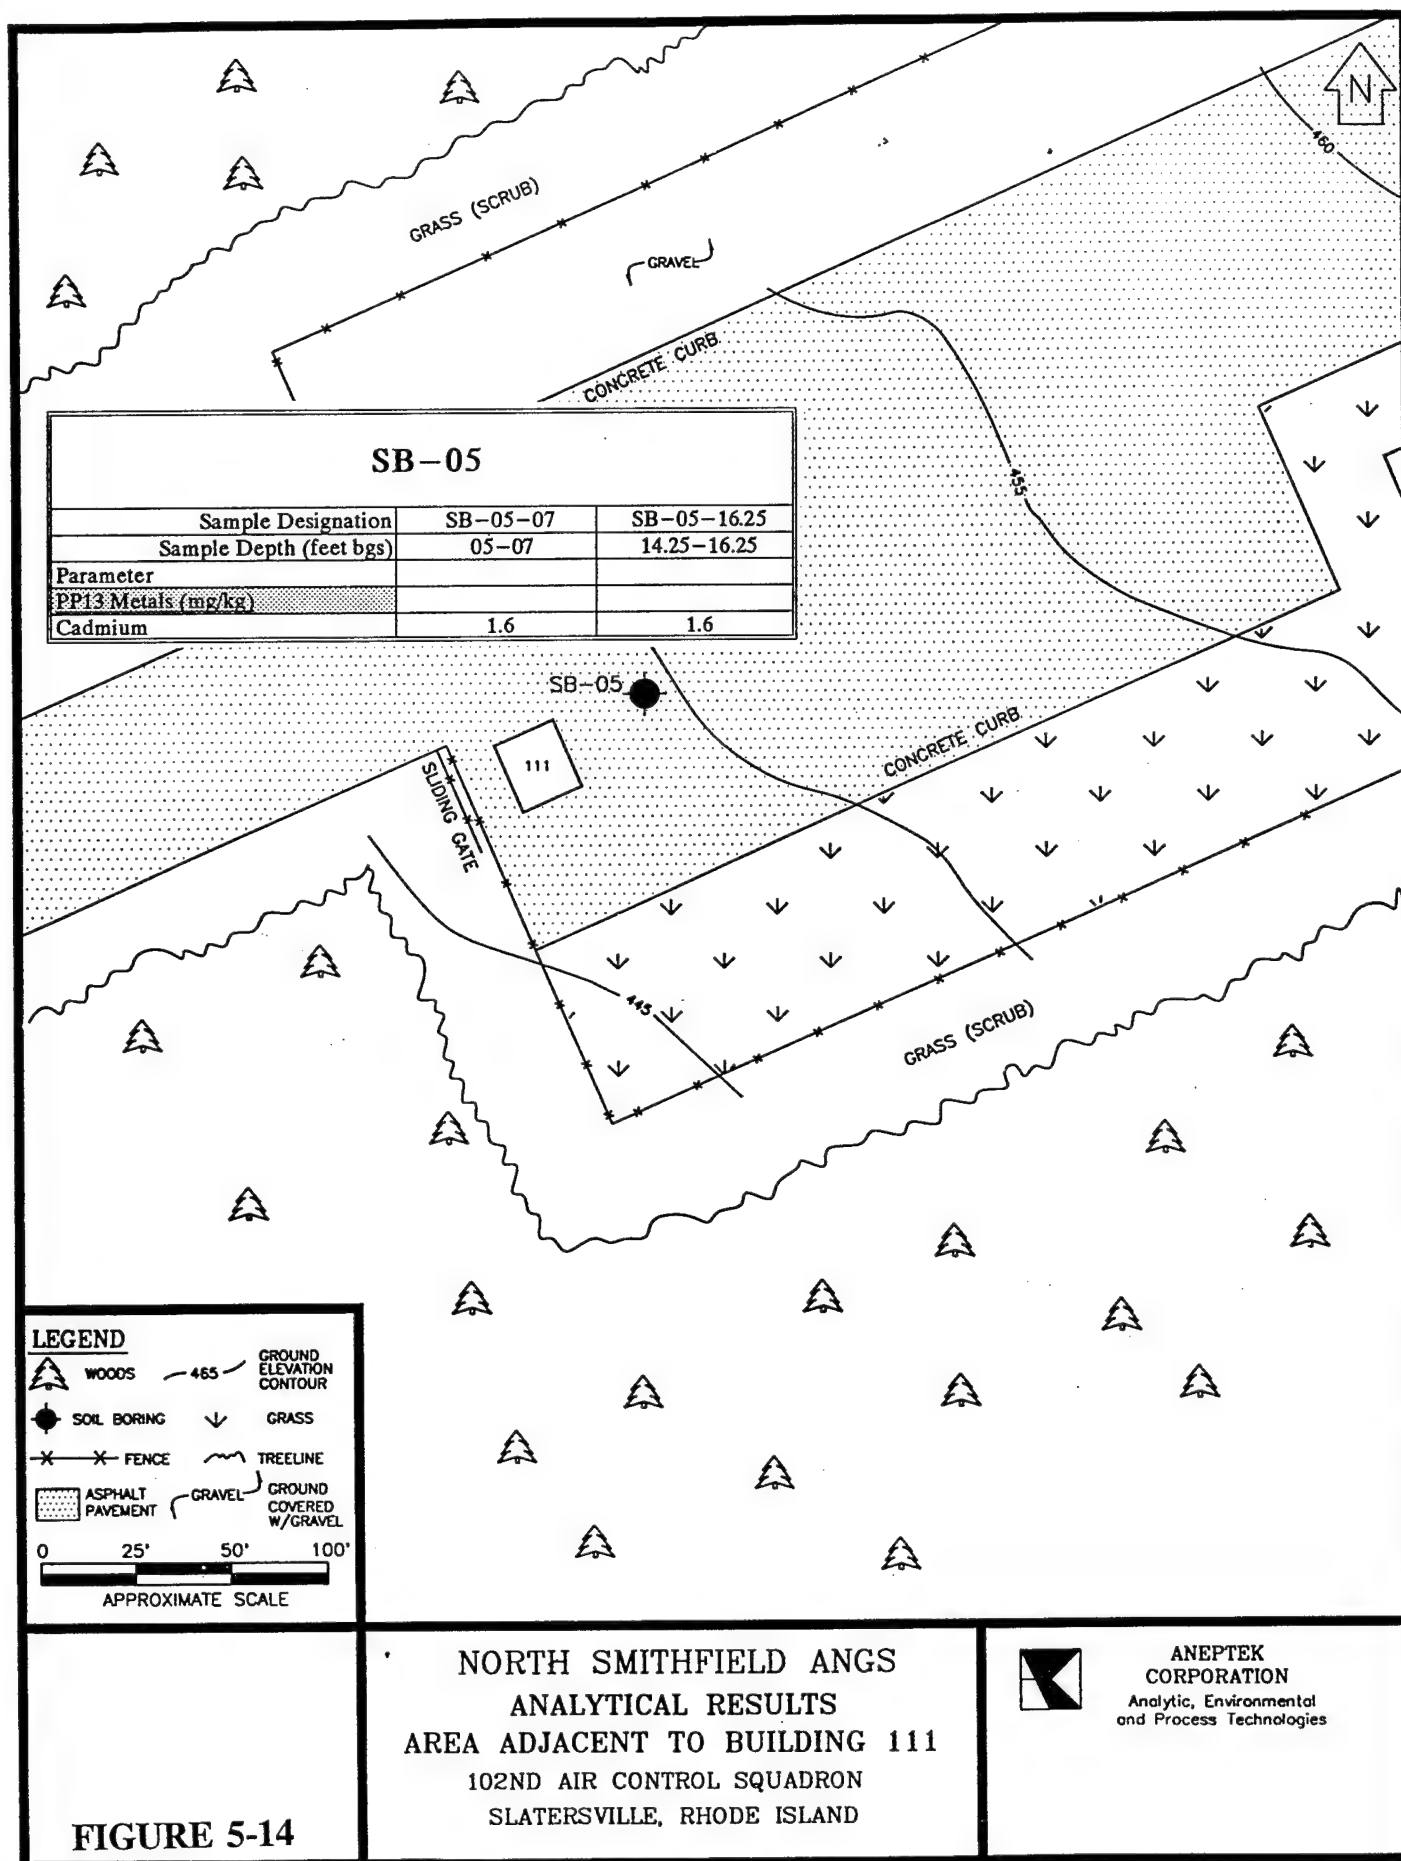 N
460
GRASS (SCRUB)
GRAVEL
CONCRETE CURB
455
SB-05
Sample Designation SB-05-07 SB-05-16.25
Sample Depth (feet bgs) 05-07 14.25-16.25
Parameter
PP13 Metals (mg/kg)
Cadmium 1.6 1.6
SB-05
111
SLIDING GATE
CONCRETE CURB
445
GRASS (SCRUB)
LEGEND
WOODS
465
GROUND
ELEVATION
CONTOUR
SOIL BORING
GRASS
FENCE
TREELINE
ASPHALT
PAVEMENT
GRAVEL
GROUND
COVERED
W/GRAVEL
0 25' 50' 100'
APPROXIMATE SCALE
FIGURE 5-14
NORTH SMITHFIELD ANGS
ANALYTICAL RESULTS
AREA ADJACENT TO BUILDING 111
102ND AIR CONTROL SQUADRON
SLATERSVILLE, RHODE ISLAND
ANEPTEK
CORPORATION
Analytic, Environmental
and Process Technologies